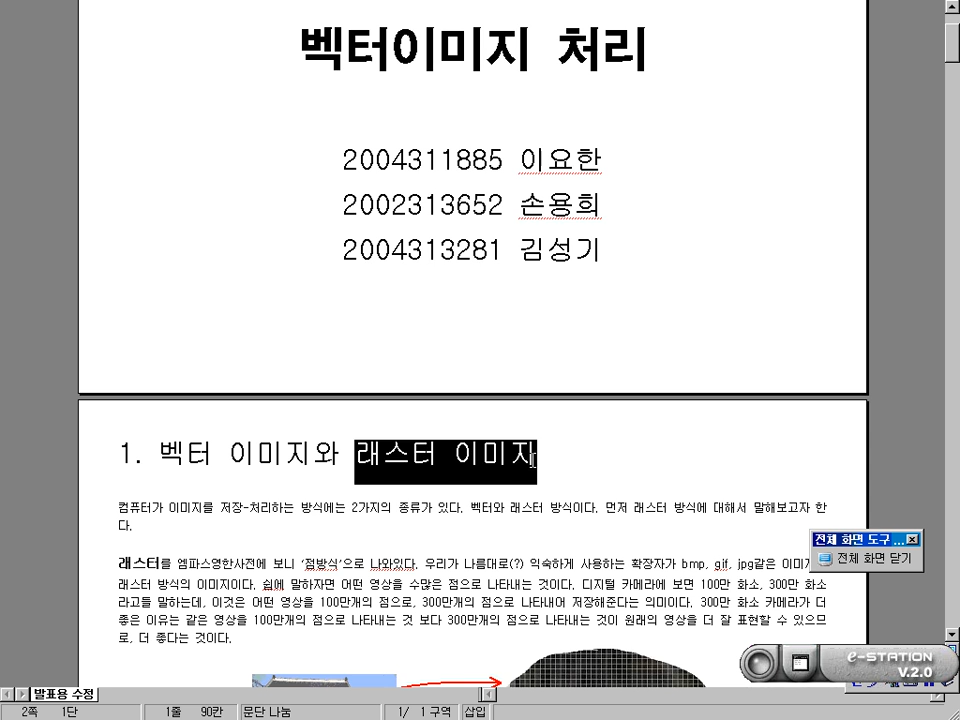 벡터이미지 처리
2004311885 이요한
2002313652 손용희
2004313281 김성기
1. 벡터 이미지와 래스터 이미지
컴퓨터가 이미지를 저장-처리하는 방식에는 2가지의 종류가 있다. 벡터와 래스터 방식이다. 먼저 래스터 방식에 대해서 말해보고자 한
다.
래스터를 엠파스영한사전에 보니 '점방식'으로 나와있다. 우리가 나름대로(?) 익숙하게 사용하는 확장자가 bmp, gif, jpg같은 이미지
래스터 방식의 이미지이다. 쉽에 말하자면 어떤 영상을 수많은 점으로 나타내는 것이다. 디지털 카메라에 보면 100만 화소, 300만 화소
라고들 말하는데, 이것은 어떤 영상을 100만개의 점으로, 300만개의 점으로 나타내어 저장해준다는 의미이다. 300만 화소 카메라가 더
좋은 이유는 같은 영상을 100만개의 점으로 나타내는 것 보다 300만개의 점으로 나타내는 것이 원래의 영상을 더 잘 표현할 수 있으므
로, 더 좋다는 것이다.
전체 화면 도구 ...
전체 화면 닫기
e-STATION
V.2.0
발표용 수정
2쪽 1단 1줄 90칸 문단 나눔 1/ 1 구역 삽입